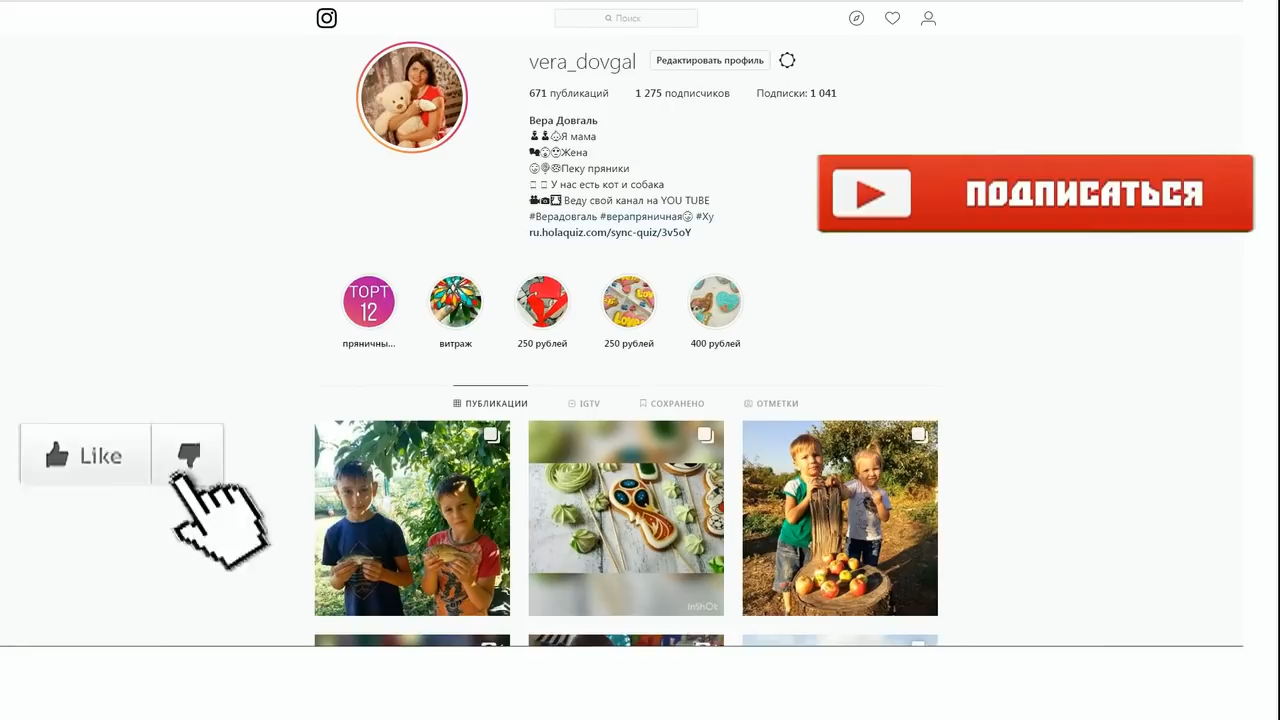 Поиск
vera_dovgal Редактировать профиль
671 публикаций 1 275 подписчиков Подписки: 1 041
Вера Довгаль
Я мама
Жена
Пеку пряники
У нас есть кот и собака
Веду свой канал на YOU TUBE
#Верадовгаль #верапряничная😋 #Ху
ru.holaquiz.com/sync-quiz/3v5oY
ПОДПИСАТЬСЯ
ТОРТ
12
пряничны... витраж 250 рублей 250 рублей 400 рублей
ПУБЛИКАЦИИ IGTV СОХРАНЕНО ОТМЕТКИ
Like
InShOt